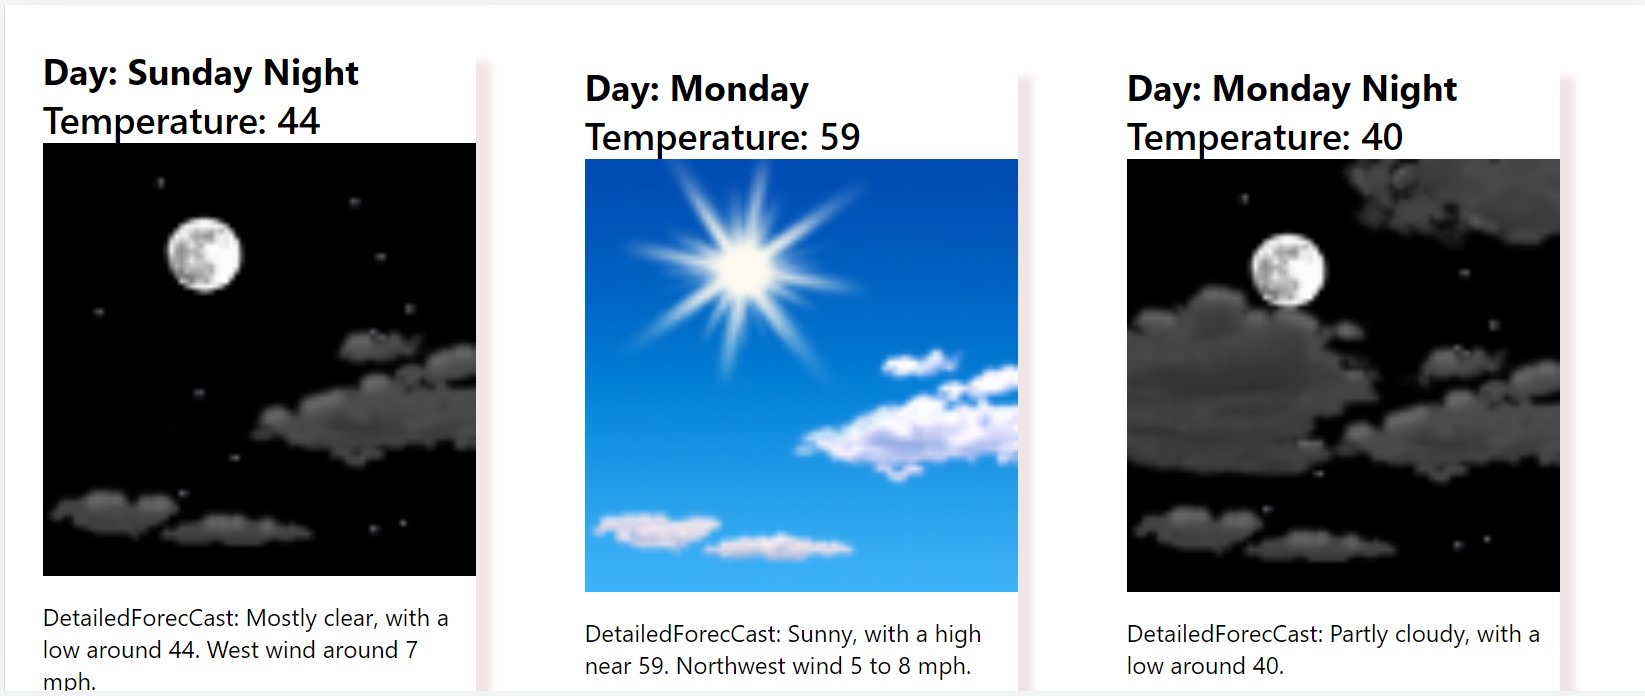 Day: Sunday Night
Temperature: 44
DetailedForecCast: Mostly clear, with a
low around 44. West wind around 7
mph.
Day: Monday
Temperature: 59
DetailedForecCast: Sunny, with a high
near 59. Northwest wind 5 to 8 mph.
Day: Monday Night
Temperature: 40
DetailedForecCast: Partly cloudy, with a
low around 40.